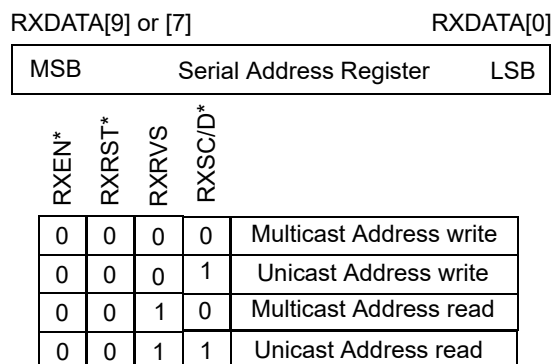 RXDATA[9] or [7] RXDATA[0]
MSB Serial Address Register LSB
RXEN* RXRST* RXRVS RXSC/D*
0 0 0 0 Multicast Address write
0 0 0 1 Unicast Address write
0 0 1 0 Multicast Address read
0 0 1 1 Unicast Address read